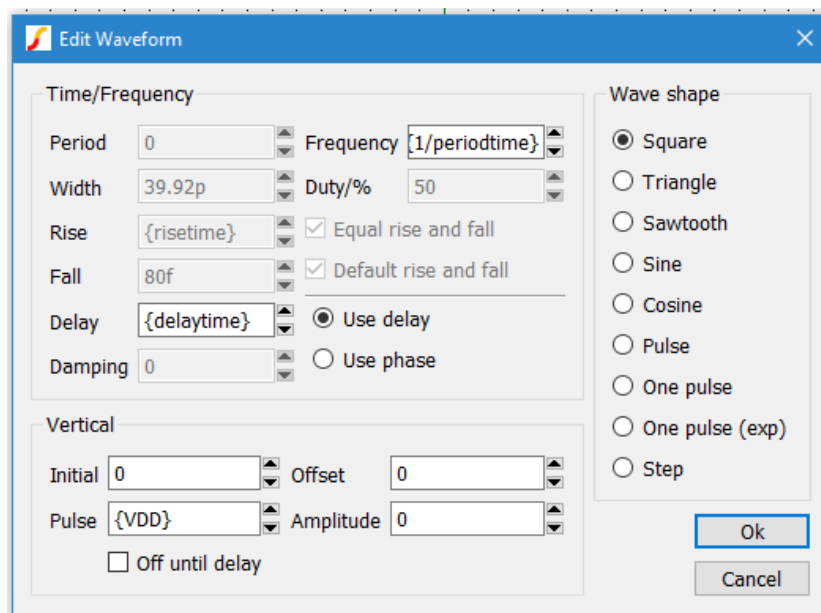 Edit Waveform
Time/Frequency
Period 0 Frequency {1/periodtime}
Width 39.92p Duty/% 50
Rise {risetime} Equal rise and fall
Fall 80f Default rise and fall
Delay {delaytime} Use delay
Damping 0 Use phase
Vertical
Initial 0 Offset 0
Pulse {VDD} Amplitude 0
Off until delay
Wave shape
Square
Triangle
Sawtooth
Sine
Cosine
Pulse
One pulse
One pulse (exp)
Step
Ok
Cancel